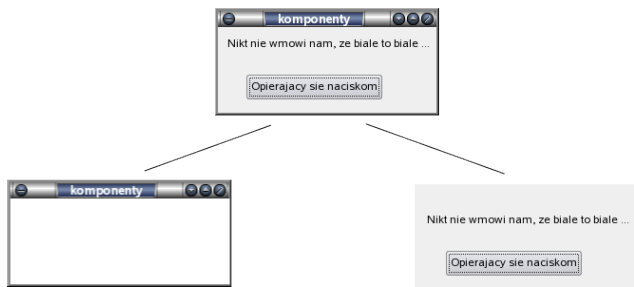 komponenty
Nikt nie wmowi nam, ze biale to biale ...
Opierajacy sie naciskom
komponenty
Nikt nie wmowi nam, ze biale to biale ...
Opierajacy sie naciskom